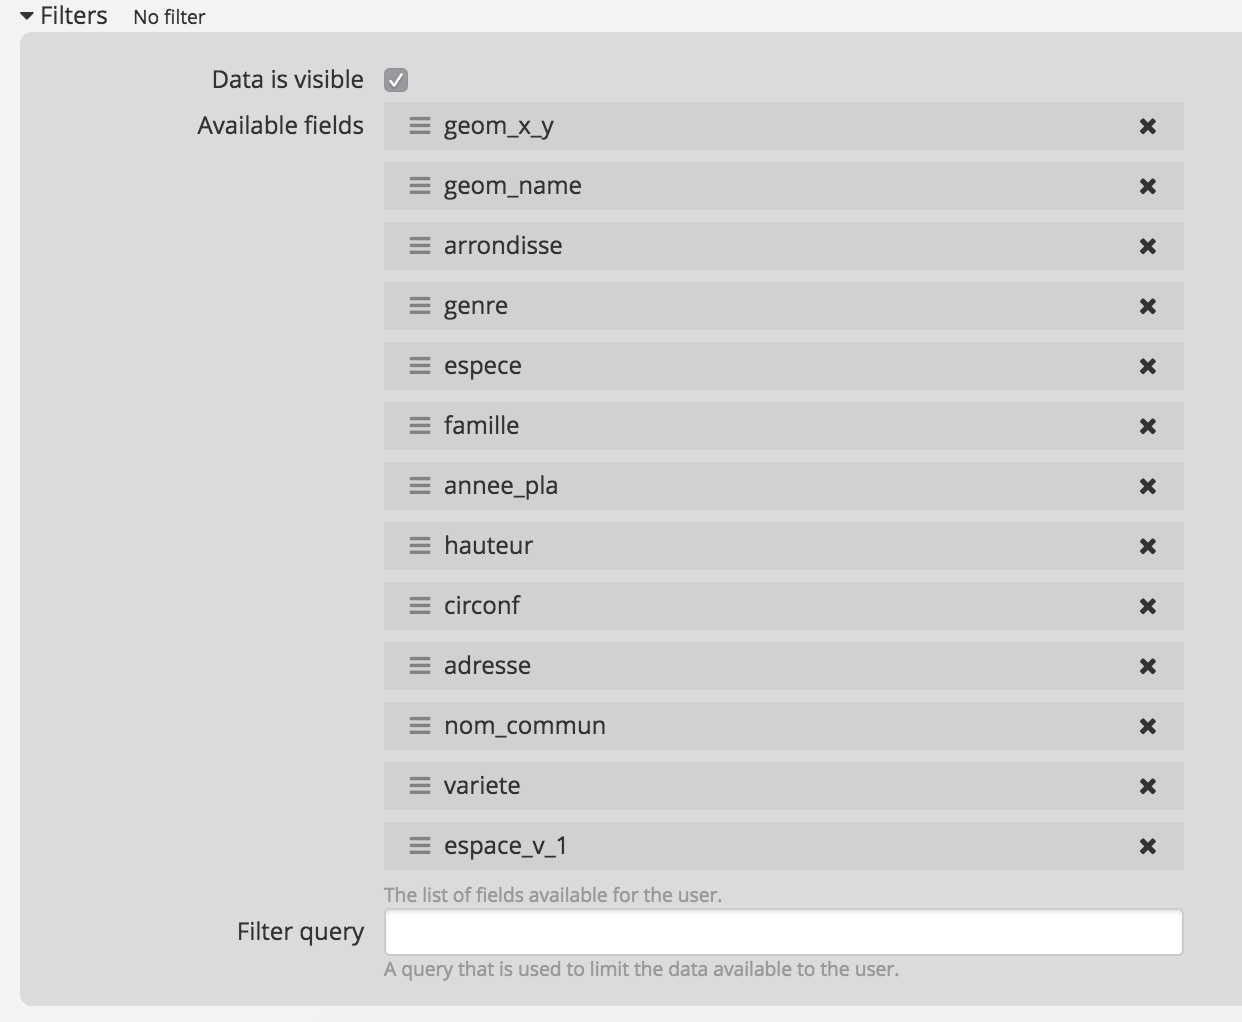 Filters No filter
Data is visible
Available fields geom_x_y
geom_name
arrondisse
genre
espece
famille
annee_pla
hauteur
circonf
adresse
nom_commun
variete
espace_v_1
The list of fields available for the user.
Filter query
A query that is used to limit the data available to the user.